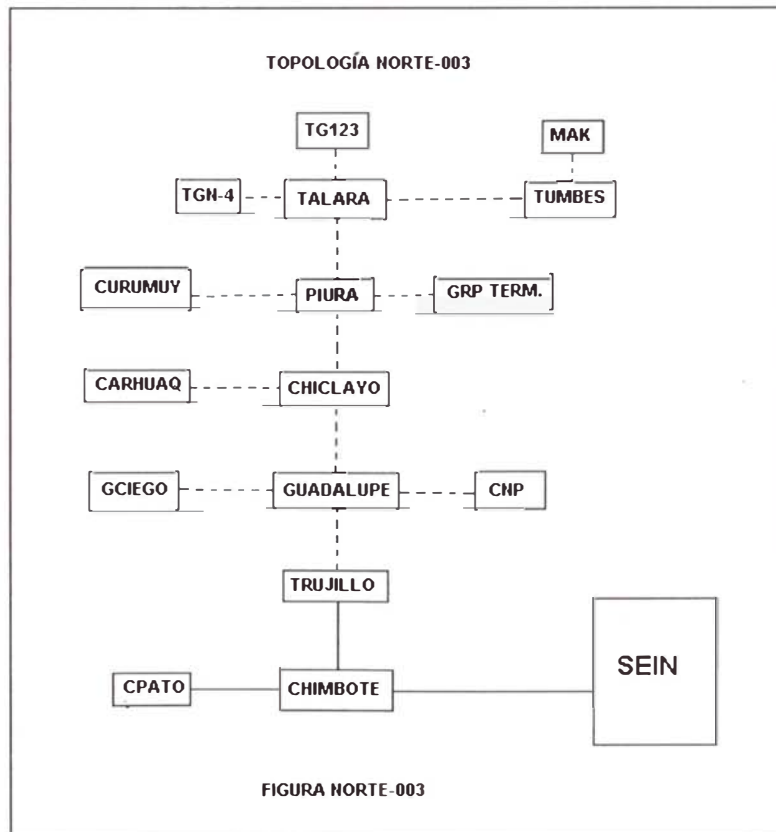 TOPOLOGÍA NORTE-003
TG123
MAK
TGN-4
TALARA
TUMBES
CURUMUY
PIURA
GRP TERM.
CARHUAQ
CHICLAYO
GCIEGO
GUADALUPE
CNP
TRUJILLO
SEIN
CPATO
CHIMBOTE
FIGURA NORTE-003